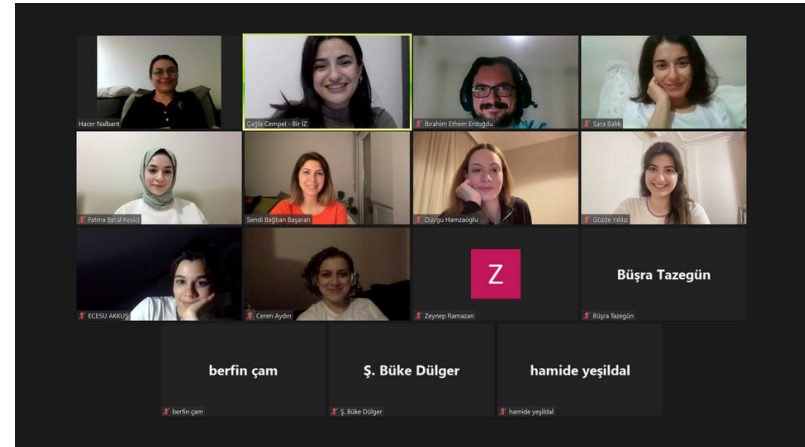 Hacer Nalbant
Çağla Cempel - Bir İZ
İbrahim Ethem Erdoğdu
Sara Balık
Fatma Betül Kesici
Sendi Bağban Başaran
Duygu Hamzaoglu
Gözde Yıldız
ECESU AKKUŞ
Ceren Aydın
Z
Zeynep Ramazan
Büşra Tazegün
Büşra Tazegün
berfin çam
berfin çam
Ş. Büke Dülger
Ş. Büke Dülger
hamide yeşildal
hamide yeşildal